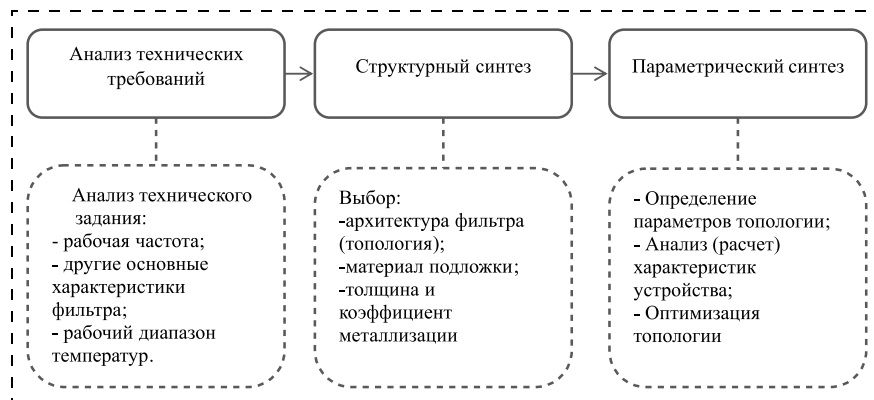 Анализ технических
требований
Структурный синтез
Параметрический синтез
Анализ технического
задания:
- рабочая частота;
- другие основные
характеристики
фильтра;
- рабочий диапазон
температур.
Выбор:
-архитектура фильтра
(топология);
-материал подложки;
-толщина и
коэффициент
металлизации
- Определение
параметров топологии;
- Анализ (расчет)
характеристик
устройства;
- Оптимизация
топологии